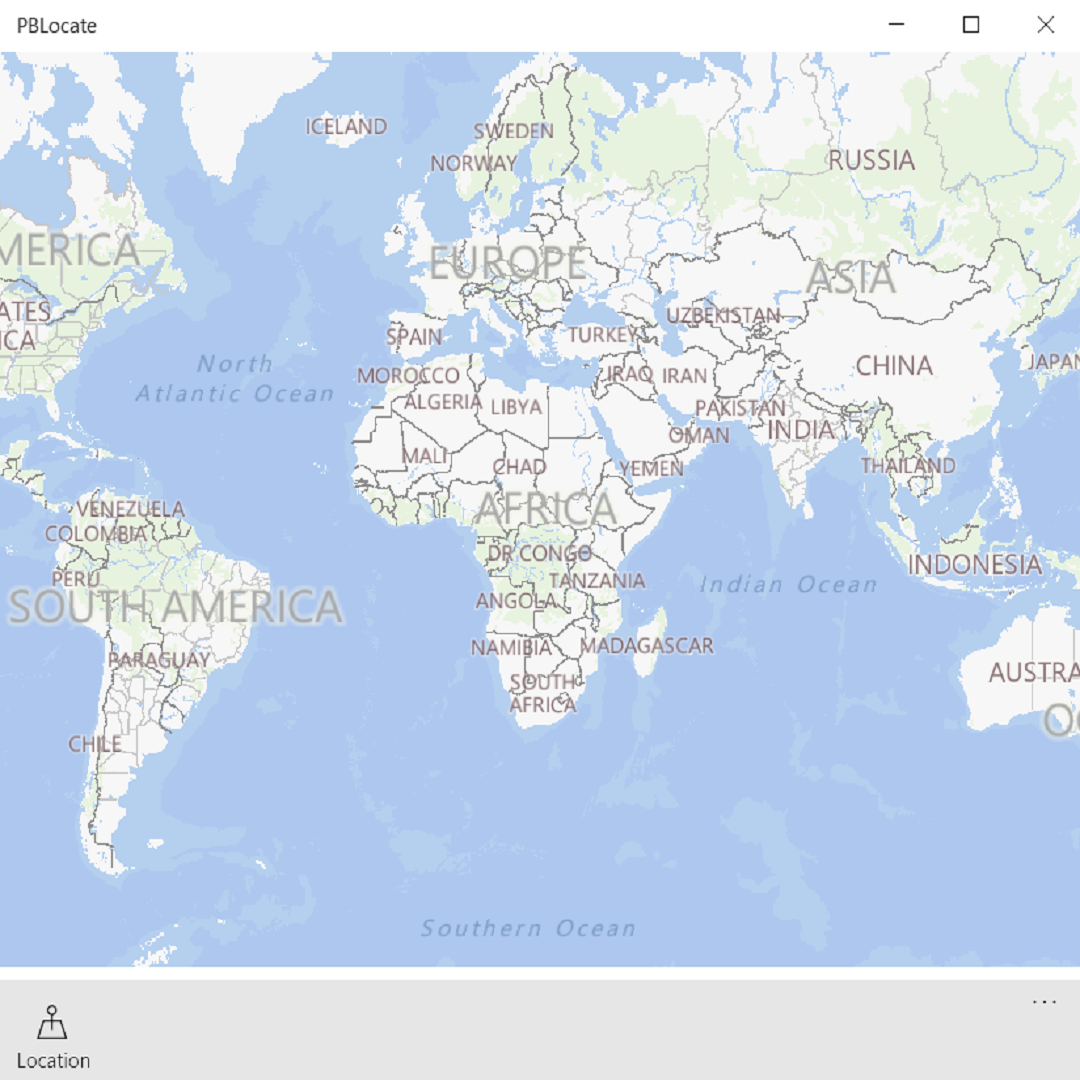 PBLocate
ICELAND
SWEDEN
NORWAY
RUSSIA
MERICA
EUROPE
ASIA
ATES
ICA
UZBEKISTAN
SPAIN
TURKEY
North
Atlantic Ocean
CHINA
JAPAN
MOROCCO
IRAQ
IRAN
ALGERIA
LIBYA
PAKISTAN
INDIA
OMAN
MALI
CHAD
YEMEN
THAILAND
VENEZUELA
AFRICA
COLOMBIA
DR CONGO
INDONESIA
PERU
TANZANIA
Indian Ocean
SOUTH AMERICA
ANGOLA
NAMIBIA
MADAGASCAR
PARAGUAY
AUSTRA
SOUTH
AFRICA
OC
CHILE
Southern Ocean
...
Location